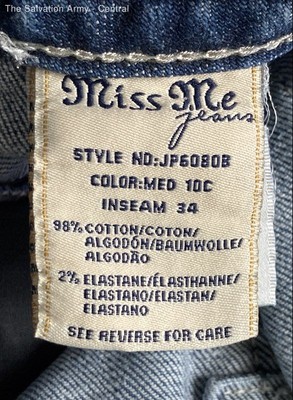 The Salvation Army - Central
Miss Me
jeans
STYLE NO:JP6080B
COLOR:MED 10C
INSEAM 34
98% COTTON/COTON/
ALGODÓN/BAUMWOLLE/
ALGODÃO
2% ELASTANE/ÉLASTHANNE/
ELASTANO/ELASTAN/
ELASTANO
SEE REVERSE FOR CARE